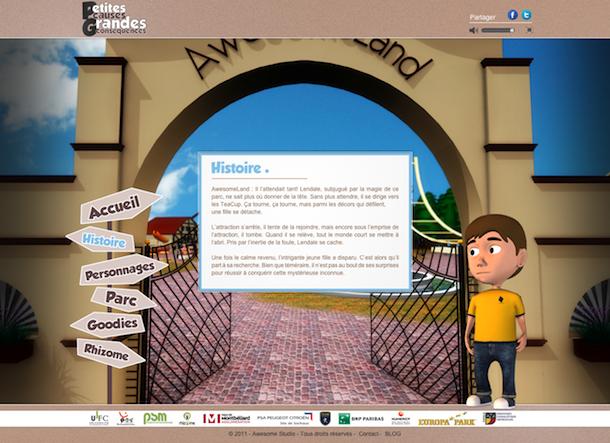 Petites
causes
Grandes
conséquences
Partager
AwesomeLand
Histoire .
AwesomeLand : Il l'attendait tant! Lendale, subjugué par la magie de ce
parc, ne sait plus où donner de la tête. Sans plus attendre, il se dirige vers
les TeaCup. Ça tourne, ça tourne, mais parmi les décors qui défilent,
une fille se détache.
L'attraction s'arrête, il tente de la rejoindre, mais encore sous l'emprise de
l'attraction, il tombe. Quand il se relève, tout le monde court se mettre à
l'abri. Pris par l'inertie de la foule, Lendale se cache.
Une fois le calme revenu, l'intrigante jeune fille a disparu. C'est alors qu'il
part à sa recherche. Bien que téméraire, il n'est pas au bout de ses surprises
pour réussir à conquérir cette mystérieuse inconnue.
Accueil
Histoire
Personnages
Parc
Goodies
Rhizome
UFC
psm
Montbéliard
PSA PEUGEOT CITROËN
BNP PARIBAS
EUROPA PARK
© 2011 - Awesome Studio - Tous droits réservés - Contact - BLOG